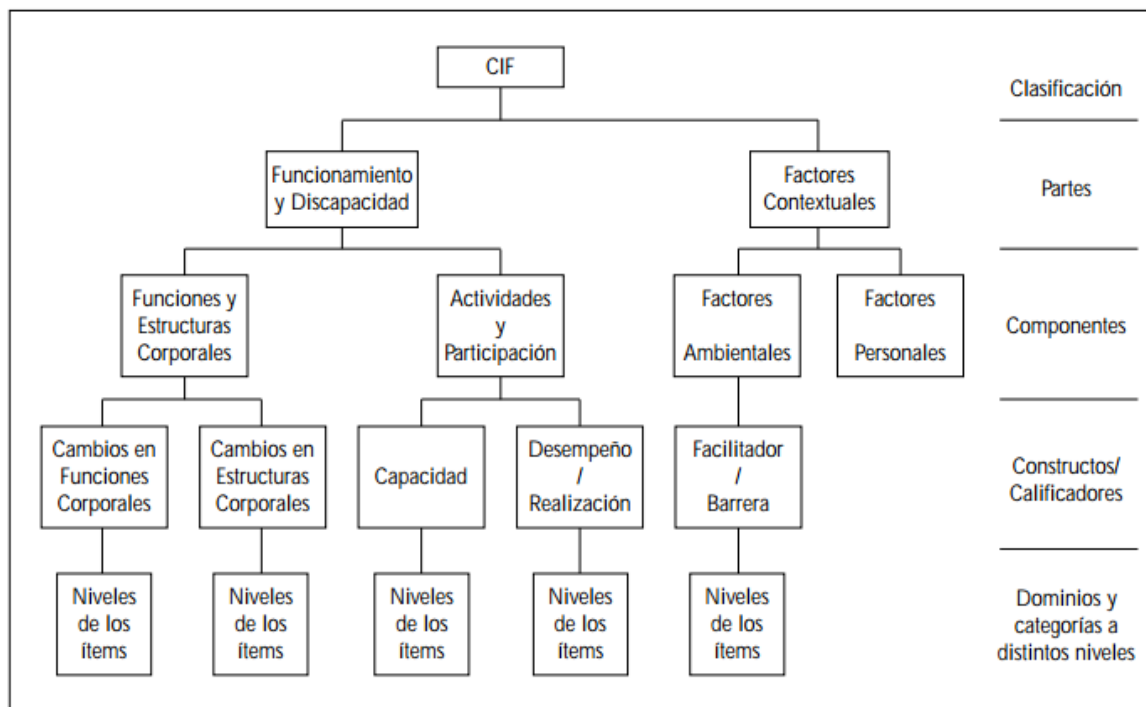 CIF
Clasificación
Funcionamiento
y Discapacidad
Factores
Contextuales
Partes
Funciones y
Estructuras
Corporales
Actividades
y
Participación
Factores
Ambientales
Factores
Personales
Componentes
Cambios en
Funciones
Corporales
Cambios en
Estructuras
Corporales
Capacidad
Desempeño
/
Realización
Facilitador
/
Barrera
Constructos/
Calificadores
Niveles
de los
ítems
Niveles
de los
ítems
Niveles
de los
ítems
Niveles
de los
ítems
Niveles
de los
ítems
Dominios y
categorías a
distintos niveles